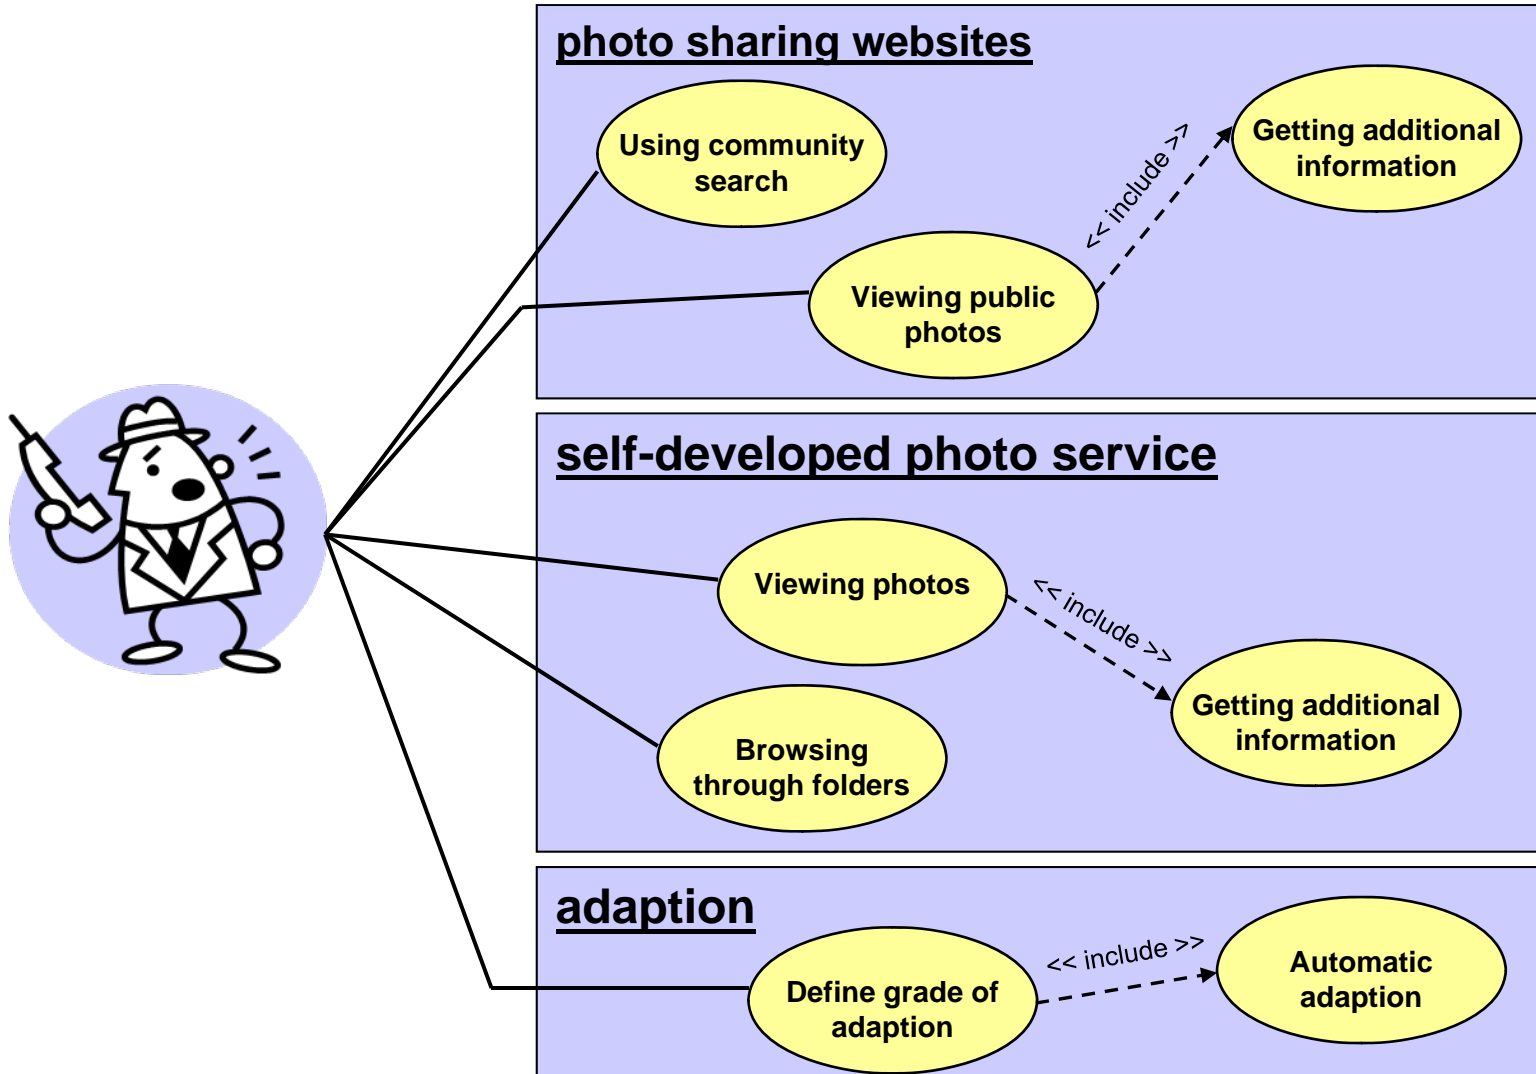 photo sharing websites
Using community
search
<< include >>
Getting additional
information
Viewing public
photos
self-developed photo service
Viewing photos
<< include >>
Getting additional
information
Browsing
through folders
adaption
Define grade of
adaption
<< include >>
Automatic
adaption